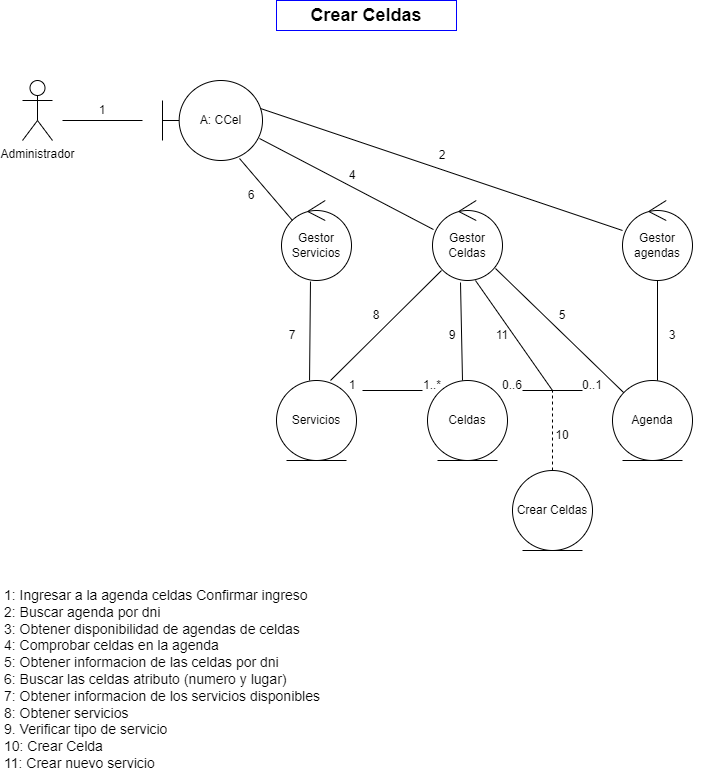 Crear Celdas
1
A: CCel
Administrador
2
4
6
Gestor
Servicios
Gestor
Celdas
Gestor
agendas
8
5
7
9
11
3
1
1..*
0..6
0..1
Servicios
Celdas
Agenda
10
Crear Celdas
1: Ingresar a la agenda celdas Confirmar ingreso
2: Buscar agenda por dni
3: Obtener disponibilidad de agendas de celdas
4: Comprobar celdas en la agenda
5: Obtener informacion de las celdas por dni
6: Buscar las celdas atributo (numero y lugar)
7: Obtener informacion de los servicios disponibles
8: Obtener servicios
9. Verificar tipo de servicio
10: Crear Celda
11: Crear nuevo servicio